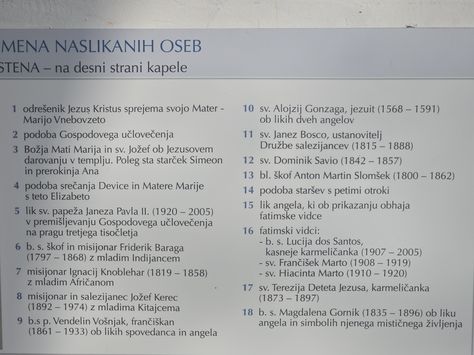 MENA NASLIKANIH OSEB
STENA – na desni strani kapele
1 odrešenik Jezus Kristus sprejema svojo Mater -
Marijo Vnebovzeto
2 podoba Gospodovega učlovečenja
3 Božja Mati Marija in sv. Jožef ob Jezusovem
darovanju v templju. Poleg sta starček Simeon
in prerokinja Ana
4 podoba srečanja Device in Matere Marije
s teto Elizabeto
5 lik sv. papeža Janeza Pavla II. (1920 – 2005)
v premišljevanju Gospodovega učlovečenja
na pragu tretjega tisočletja
6 b. s. škof in misijonar Friderik Baraga
(1797 – 1868) z mladim Indijancem
7 misijonar Ignacij Knoblehar (1819 – 1858)
z mladim Afričanom
8 misijonar in salezijanec Jožef Kerec
(1892 – 1974) z mladima Kitajcema
9 b.s p. Vendelin Vošnjak, frančiškan
(1861 – 1933) ob likih spovedanca in angela
10 sv. Alojzij Gonzaga, jezuit (1568 – 1591)
ob likih dveh angelov
11 sv. Janez Bosco, ustanovitelj
Družbe salezijancev (1815 – 1888)
12 sv. Dominik Savio (1842 – 1857)
13 bl. škof Anton Martin Slomšek (1800 – 1862)
14 podoba staršev s petimi otroki
15 lik angela, ki ob prikazanju obhaja
fatimske vidce
16 fatimski vidci:
- b. s. Lucija dos Santos,
kasneje karmeličanka (1907 – 2005)
- sv. Frančišek Marto (1908 – 1919)
- sv. Hiacinta Marto (1910 – 1920)
17 sv. Terezija Deteta Jezusa, karmeličanka
(1873 – 1897)
18 b. s. Magdalena Gornik (1835 – 1896) ob liku
angela in simbolih njenega mističnega življenja